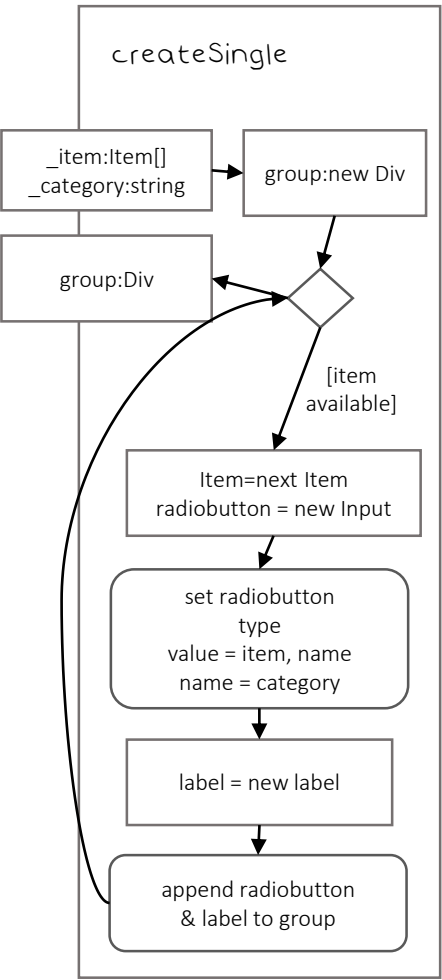 createSingle
_item:Item[]
_category:string
group:new Div
group:Div
[item
available]
Item=next Item
radiobutton = new Input
set radiobutton
type
value = item, name
name = category
label = new label
append radiobutton
& label to group